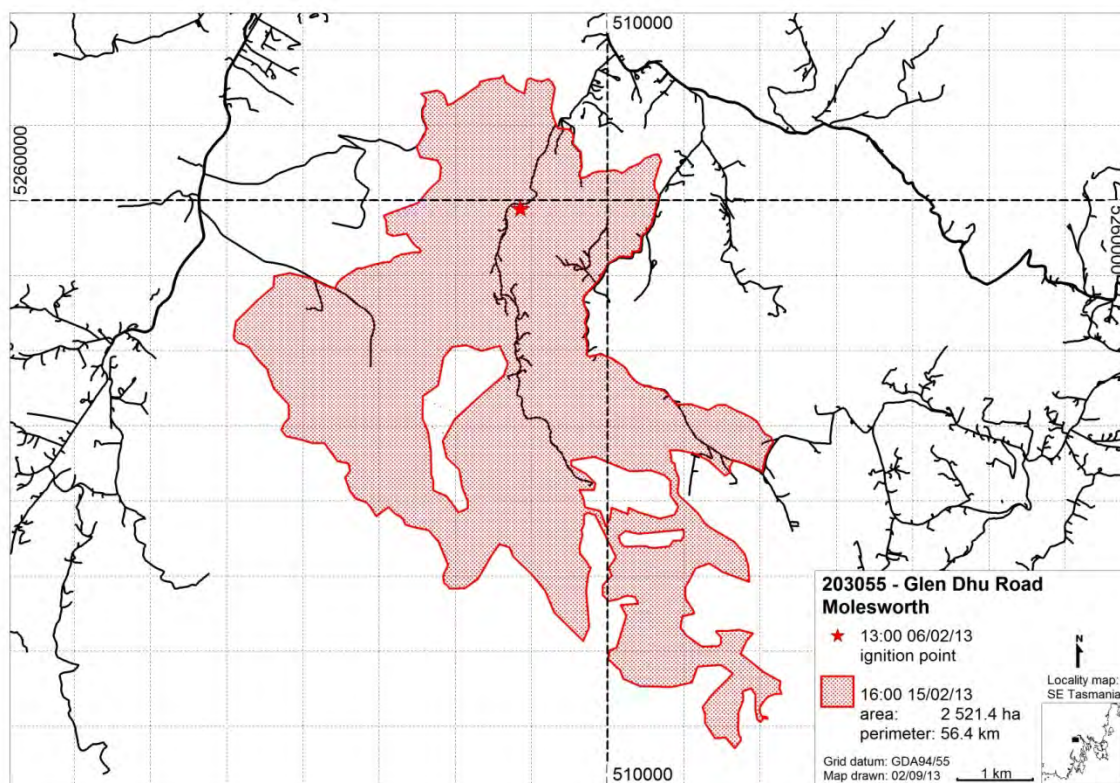 510000
5260000
5260000
203055 - Glen Dhu Road
Molesworth
13:00 06/02/13
ignition point
16:00 15/02/13
area: 2 521.4 ha
perimeter: 56.4 km
N
Locality map:
SE Tasmania
Grid datum: GDA94/55
Map drawn: 02/09/13
1 km
510000